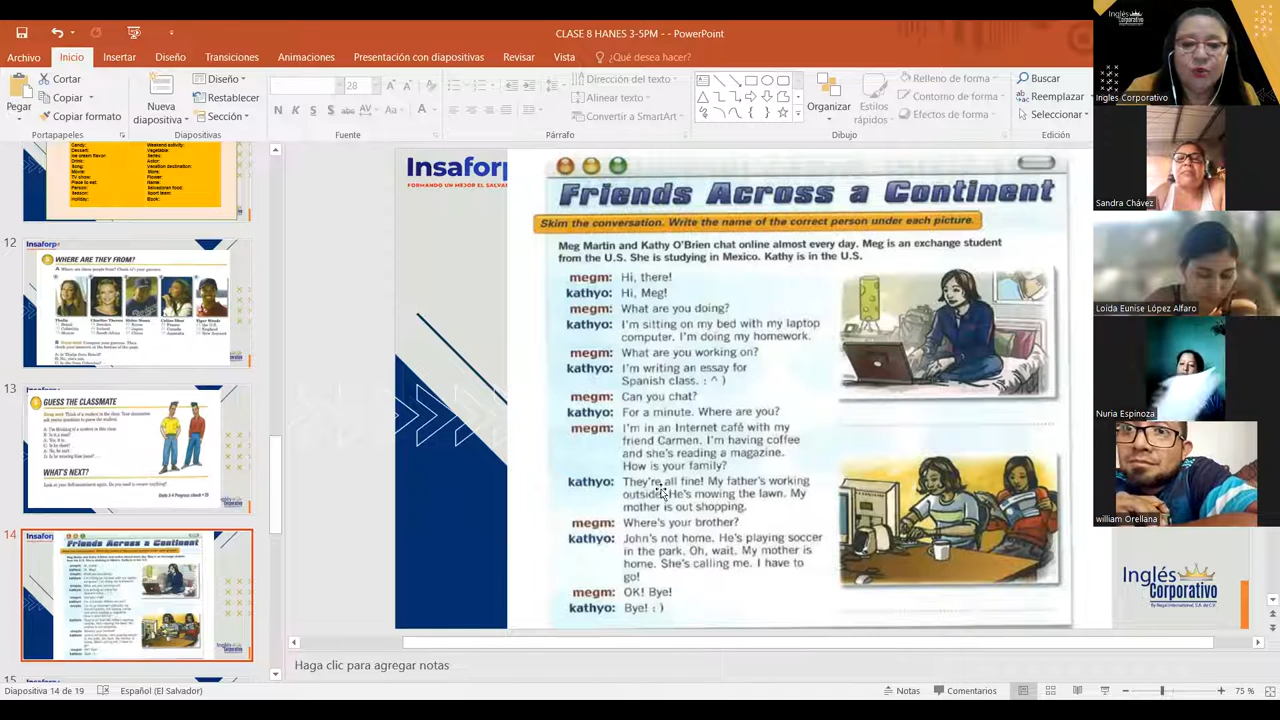 CLASE 8 HANES 3-5PM - - PowerPoint
Archivo
Inicio
Insertar
Diseño
Transiciones
Animaciones
Presentación con diapositivas
Revisar
Vista
¿Qué desea hacer?
Pegar
Cortar
Copiar
Copiar formato
Portapapeles
Nueva
diapositiva
Diseño
Restablecer
Sección
Diapositivas
28
Fuente
Dirección del texto
Alinear texto
Convertir a SmartArt
Párrafo
Organizar
Estilos
rápidos
Relleno de forma
Contorno de forma
Efectos de forma
Dibujo
Buscar
Reemplazar
Seleccionar
Edición
12
Insaforp
WHERE ARE THEY FROM?
13
GUESS THE CLASSMATE
WHAT'S NEXT?
14
Insaforp
Friends Across a Continent
15
Insaforp
FORMANDO UN MEJOR EL SALVADOR
Friends Across a Continent
Skim the conversation. Write the name of the correct person under each picture.
Meg Martin and Kathy O'Brien chat online almost every day. Meg is an exchange student
from the U.S. She is studying in Mexico. Kathy is in the U.S.
megm: Hi, there!
kathyo: Hi, Meg!
megm: What are you doing?
kathyo: I'm sitting on my bed with my laptop
computer. I'm doing my homework.
megm: What are you working on?
kathyo: I'm writing an essay for
Spanish class. : ^ )
megm: Can you chat?
kathyo: For a minute. Where are you?
megm: I'm in an Internet café with my
friend Carmen. I'm having coffee
and she's reading a magazine.
How is your family?
kathyo: They're all fine! My father's working
outside. He's mowing the lawn. My
mother is out shopping.
megm: Where's your brother?
kathyo: John's not home. He's playing soccer
in the park. Oh, wait. My mother is
home. She's calling me. I have to
go!
megm: OK! Bye!
kathyo: Bye! : )
Inglés
Corporativo
By Regal International, S.A. de C.V.
Haga clic para agregar notas
Diapositiva 14 de 19
Español (El Salvador)
Notas
Comentarios
75 %
Inglés
Corporativo
Ingles Corporativo
Sandra Chávez
Loida Eunise López Alfaro
Nuria Espinoza
william Orellana